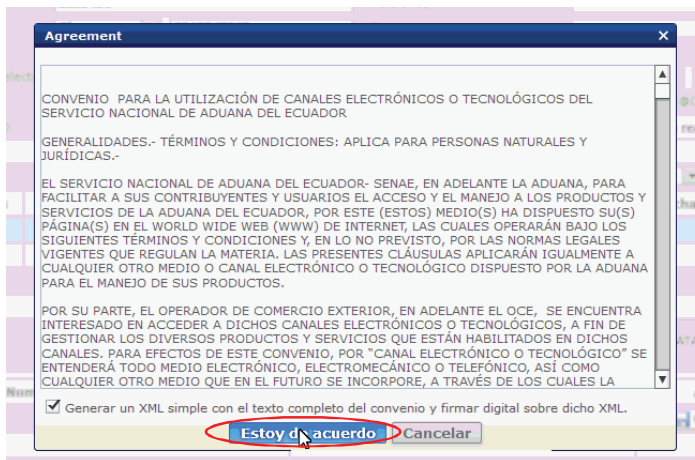 Agreement
CONVENIO PARA LA UTILIZACIÓN DE CANALES ELECTRÓNICOS O TECNOLÓGICOS DEL
SERVICIO NACIONAL DE ADUANA DEL ECUADOR
GENERALIDADES.- TÉRMINOS Y CONDICIONES: APLICA PARA PERSONAS NATURALES Y
JURÍDICAS.-
EL SERVICIO NACIONAL DE ADUANA DEL ECUADOR- SENAE, EN ADELANTE LA ADUANA, PARA
FACILITAR A SUS CONTRIBUYENTES Y USUARIOS EL ACCESO Y EL MANEJO A LOS PRODUCTOS Y
SERVICIOS DE LA ADUANA DEL ECUADOR, POR ESTE (ESTOS) MEDIO(S) HA DISPUESTO SU(S)
PÁGINA(S) EN EL WORLD WIDE WEB (WWW) DE INTERNET, LAS CUALES OPERARÁN BAJO LOS
SIGUIENTES TÉRMINOS Y CONDICIONES Y, EN LO NO PREVISTO, POR LAS NORMAS LEGALES
VIGENTES QUE REGULAN LA MATERIA. LAS PRESENTES CLÁUSULAS APLICARÁN IGUALMENTE A
CUALQUIER OTRO MEDIO O CANAL ELECTRÓNICO O TECNOLÓGICO DISPUESTO POR LA ADUANA
PARA EL MANEJO DE SUS PRODUCTOS.
POR SU PARTE, EL OPERADOR DE COMERCIO EXTERIOR, EN ADELANTE EL OCE, SE ENCUENTRA
INTERESADO EN ACCEDER A DICHOS CANALES ELECTRÓNICOS O TECNOLÓGICOS, A FIN DE
GESTIONAR LOS DIVERSOS PRODUCTOS Y SERVICIOS QUE ESTÁN HABILITADOS EN DICHOS
CANALES. PARA EFECTOS DE ESTE CONVENIO, POR "CANAL ELECTRÓNICO O TECNOLÓGICO" SE
ENTENDERÁ TODO MEDIO ELECTRÓNICO, ELECTROMECÁNICO O TELEFÓNICO, ASÍ COMO
CUALQUIER OTRO MEDIO QUE EN EL FUTURO SE INCORPORE, A TRAVÉS DE LOS CUALES LA
Generar un XML simple con el texto completo del convenio y firmar digital sobre dicho XML.
Estoy de acuerdo Cancelar